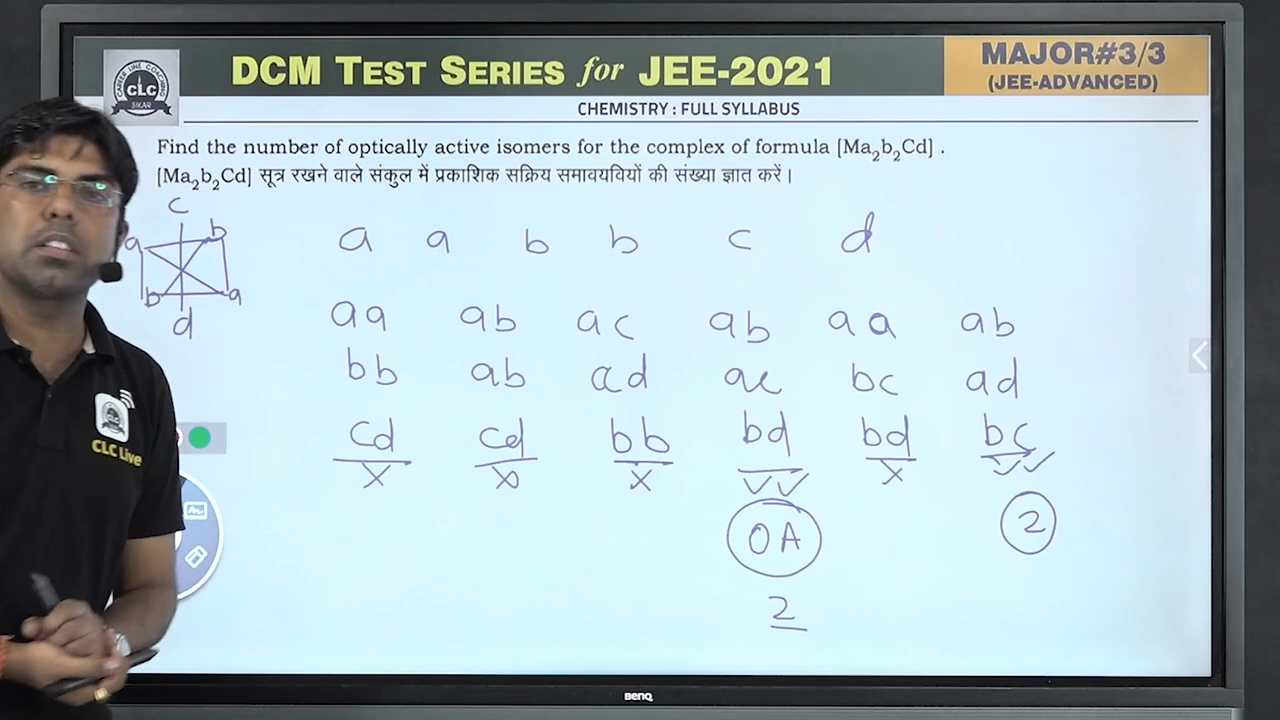 DCM TEST SERIES for JEE-2021
MAJOR#3/3
(JEE-ADVANCED)
CAREER LINE COACHING
CLC
SIKAR
CHEMISTRY : FULL SYLLABUS
Find the number of optically active isomers for the complex of formula [Ma₂b₂Cd] .
[Ma₂b₂Cd] सूत्र रखने वाले संकुल में प्रकाशिक सक्रिय समावयवियों की संख्या ज्ञात करें।
c
a b
b a
d
a a b b c d
aa ab ac ab aa ab
bb ab ad ac bc ad
cd cd bb bd bd bc
x x x ✓✓ x ✓✓
OA 2
2
CLC Live
BENQ